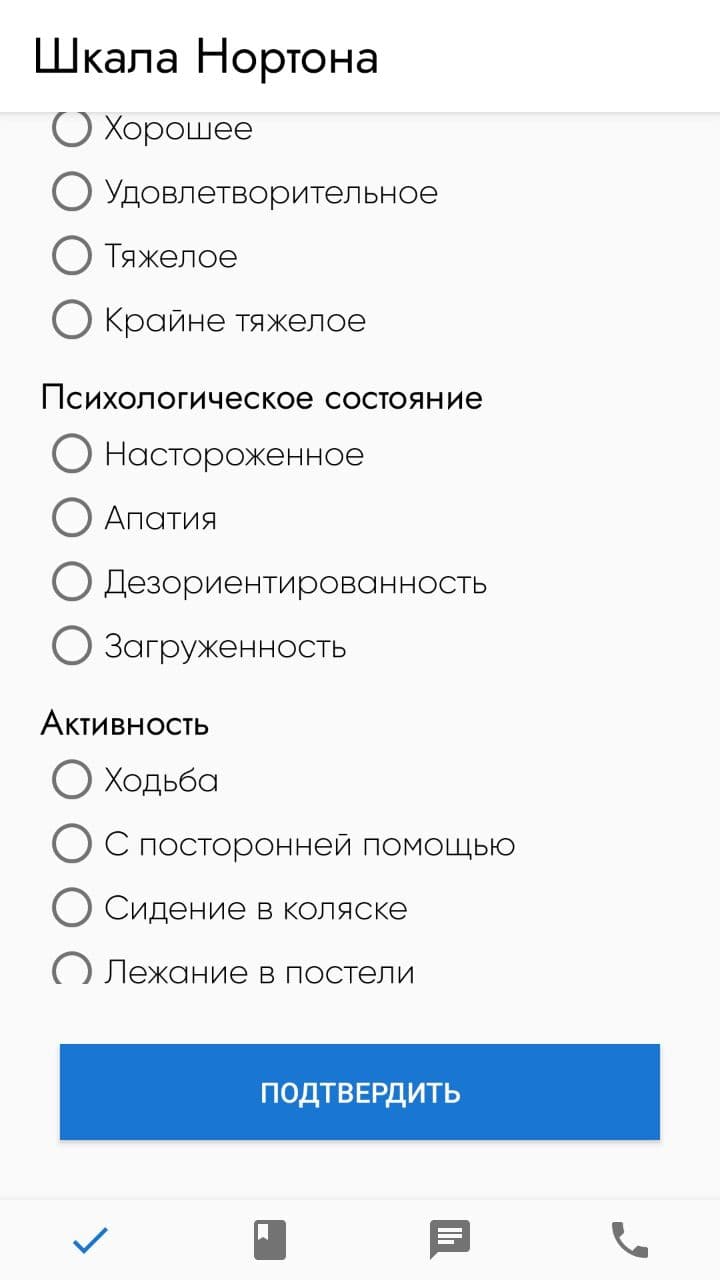 Шкала Нортона
Хорошее
Удовлетворительное
Тяжелое
Крайне тяжелое
Психологическое состояние
Настороженное
Апатия
Дезориентированность
Загруженность
Активность
Ходьба
С посторонней помощью
Сидение в коляске
Лежание в постели
ПОДТВЕРДИТЬ